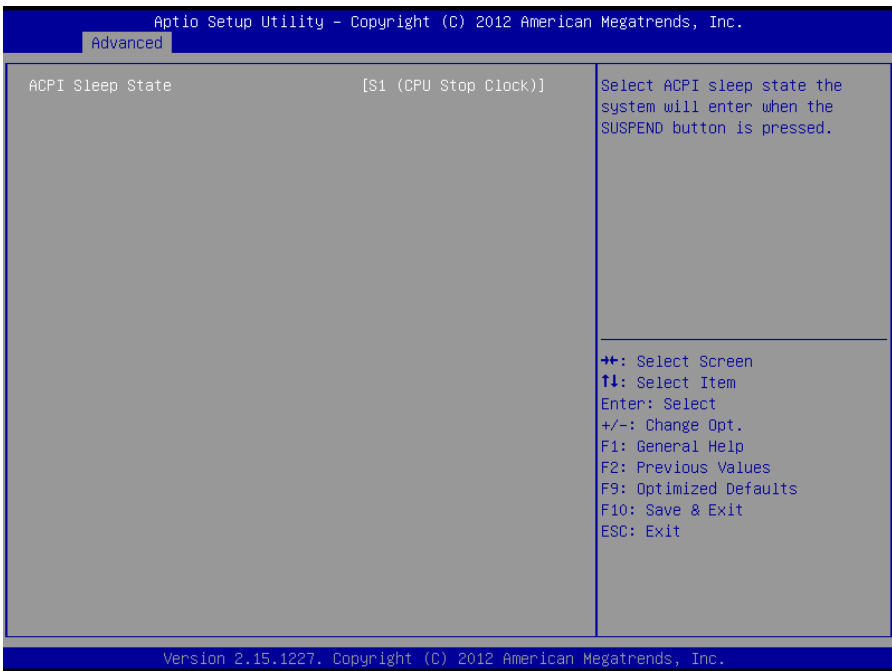 Aptio Setup Utility – Copyright (C) 2012 American Megatrends, Inc.
Advanced
ACPI Sleep State [S1 (CPU Stop Clock)]
Select ACPI sleep state the
system will enter when the
SUSPEND button is pressed.
→←: Select Screen
↑↓: Select Item
Enter: Select
+/-: Change Opt.
F1: General Help
F2: Previous Values
F9: Optimized Defaults
F10: Save & Exit
ESC: Exit
Version 2.15.1227. Copyright (C) 2012 American Megatrends, Inc.